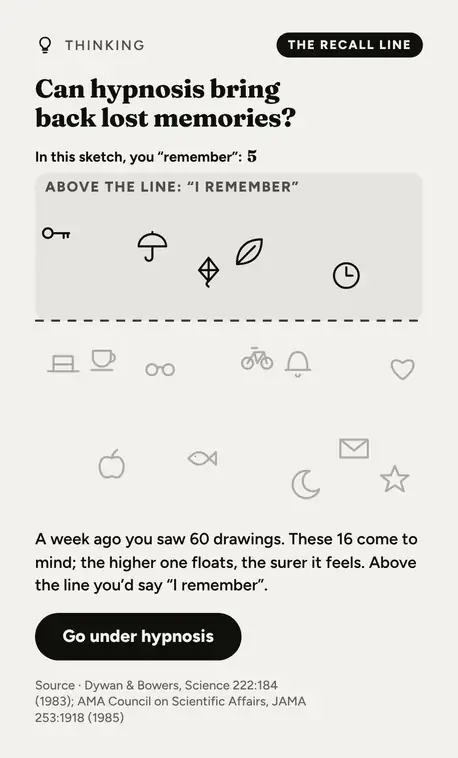 THINKING
THE RECALL LINE
Can hypnosis bring
back lost memories?
In this sketch, you “remember”: 5
ABOVE THE LINE: “I REMEMBER”
A week ago you saw 60 drawings. These 16 come to
mind; the higher one floats, the surer it feels. Above
the line you’d say “I remember”.
Go under hypnosis
Source · Dywan & Bowers, Science 222:184
(1983); AMA Council on Scientific Affairs, JAMA
253:1918 (1985)